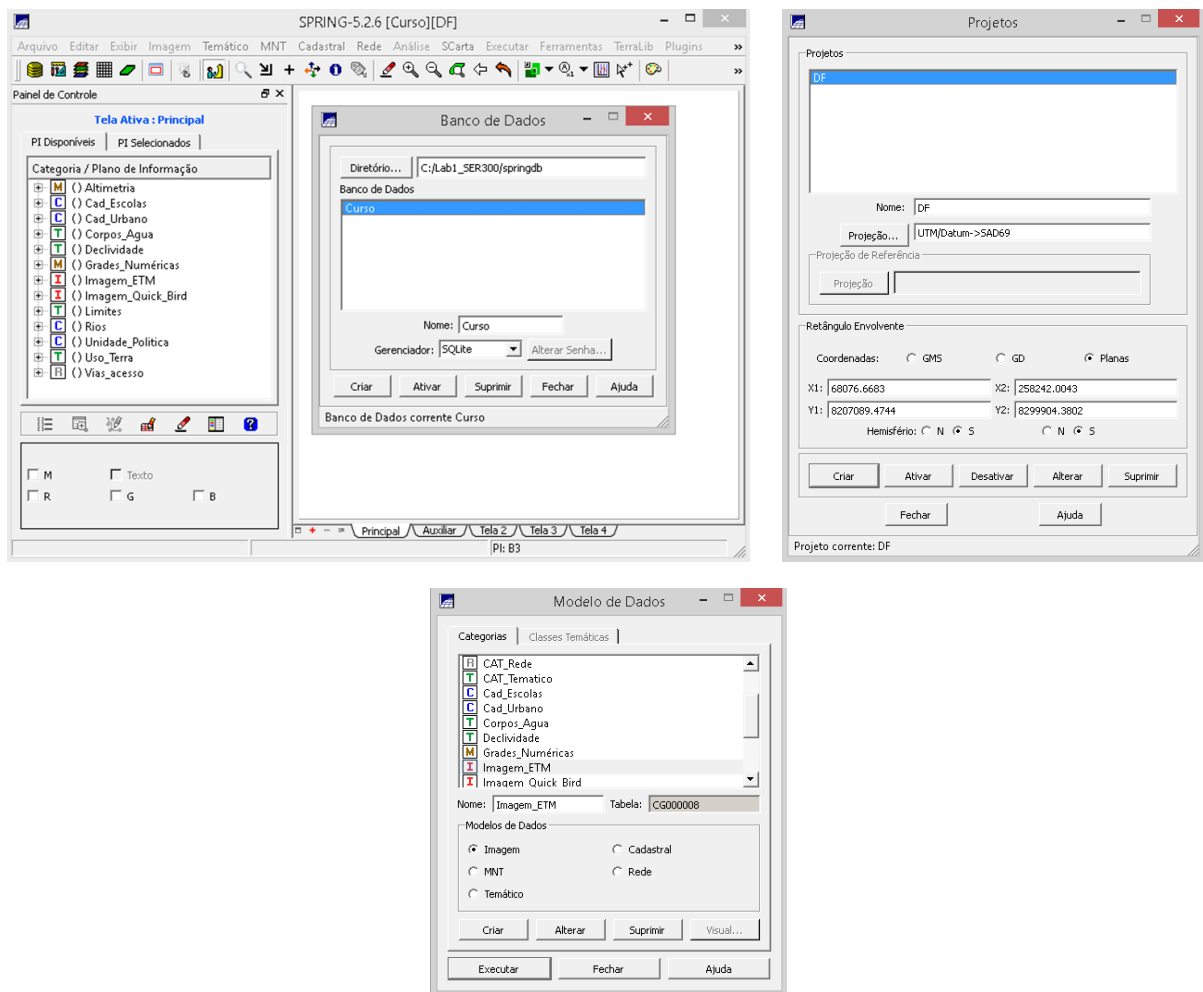 SPRING-5.2.6 [Curso][DF]
Arquivo Editar Exibir Imagem Temático MNT Cadastral Rede Análise SCarta Executar Ferramentas TerraLib Plugins »
»
Painel de Controle
Tela Ativa : Principal
PI Disponíveis PI Selecionados
Categoria / Plano de Informação
M () Altimetria
C () Cad_Escolas
C () Cad_Urbano
T () Corpos_Agua
T () Declividade
M () Grades_Numéricas
I () Imagem_ETM
I () Imagem_Quick_Bird
T () Limites
C () Rios
C () Unidade_Politica
T () Uso_Terra
R () Vias_acesso
M Texto
R G B
Banco de Dados
Diretório... C:/Lab1_SER300/springdb
Banco de Dados
Curso
Nome: Curso
Gerenciador: SQLite Alterar Senha...
Criar Ativar Suprimir Fechar Ajuda
Banco de Dados corrente Curso
Principal Auxiliar Tela 2 Tela 3 Tela 4
PI: B3
Projetos
Projetos
DF
Nome: DF
Projeção... UTM/Datum->SAD69
Projeção de Referência
Projeção
Retângulo Envolvente
Coordenadas: GMS GD Planas
X1: 68076.6683 X2: 258242.0043
Y1: 8207089.4744 Y2: 8299904.3802
Hemisfério: N S N S
Criar Ativar Desativar Alterar Suprimir
Fechar Ajuda
Projeto corrente: DF
Modelo de Dados
Categorias Classes Temáticas
R CAT_Rede
T CAT_Tematico
C Cad_Escolas
C Cad_Urbano
T Corpos_Agua
T Declividade
M Grades_Numéricas
I Imagem_ETM
I Imagem_Quick_Bird
Nome: Imagem_ETM Tabela: CG000008
Modelos de Dados
Imagem Cadastral
MNT Rede
Temático
Criar Alterar Suprimir Visual...
Executar Fechar Ajuda